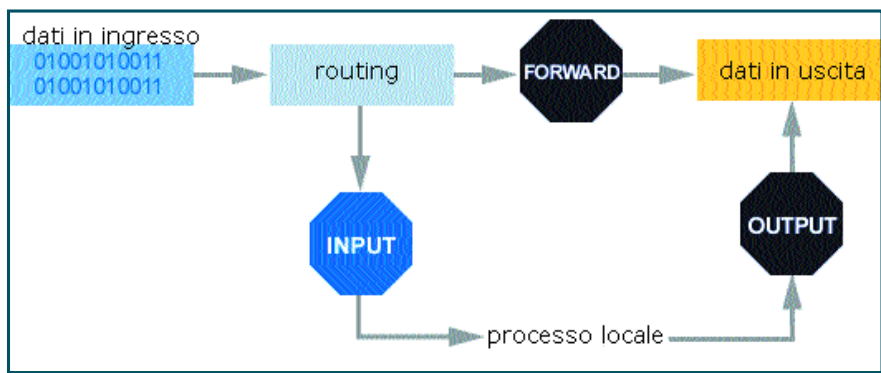 dati in ingresso
01001010011
01001010011
routing
FORWARD
dati in uscita
INPUT
OUTPUT
processo locale